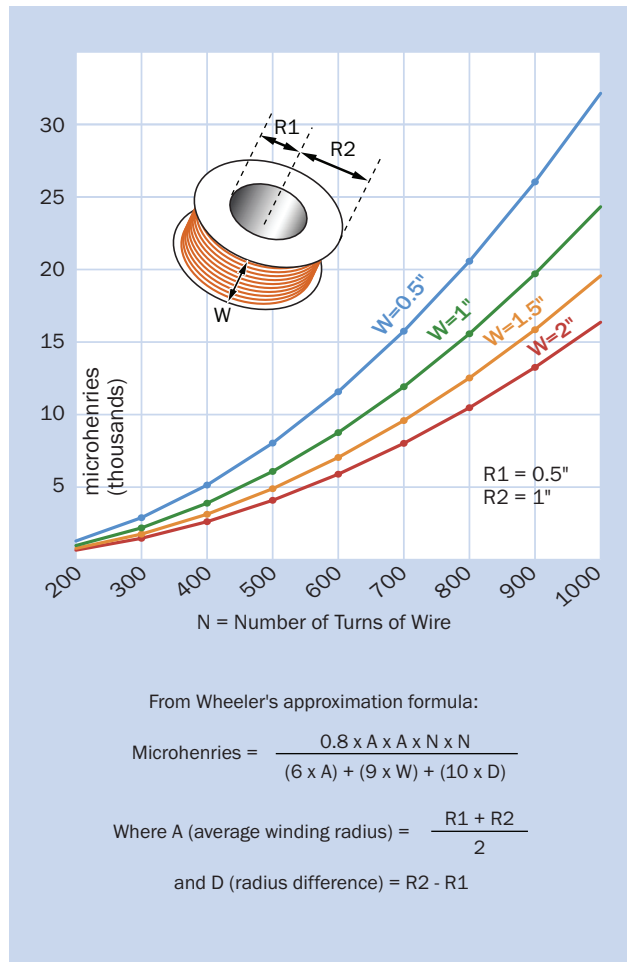 R1
R2
W
30
25
20
15
10
5
microhenries
(thousands)
W=0.5"
W=1"
W=1.5"
W=2"
R1 = 0.5"
R2 = 1"
200
300
400
500
600
700
800
900
1000
N = Number of Turns of Wire
From Wheeler's approximation formula:
Microhenries =
0.8 x A x A x N x N
(6 x A) + (9 x W) + (10 x D)
Where A (average winding radius) =
R1 + R2
2
and D (radius difference) = R2 - R1